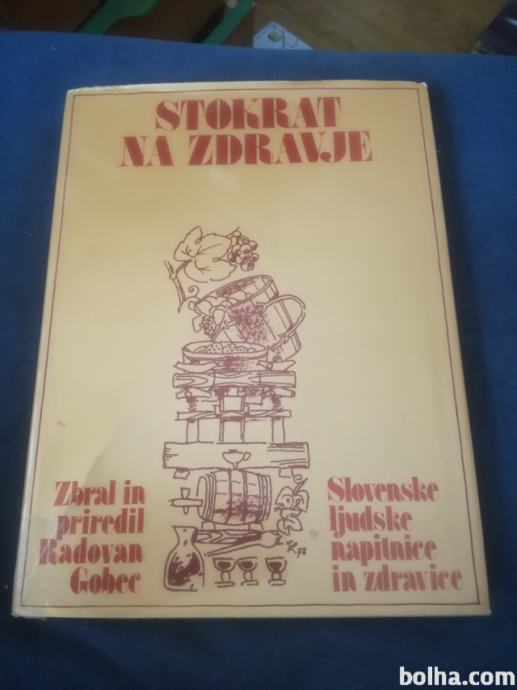 STOKRAT
NA ZDRAVJE
Zbral in
priredil
Radovan
Gobec
Slovenske
ljudske
napitnice
in zdravice
bolha.com